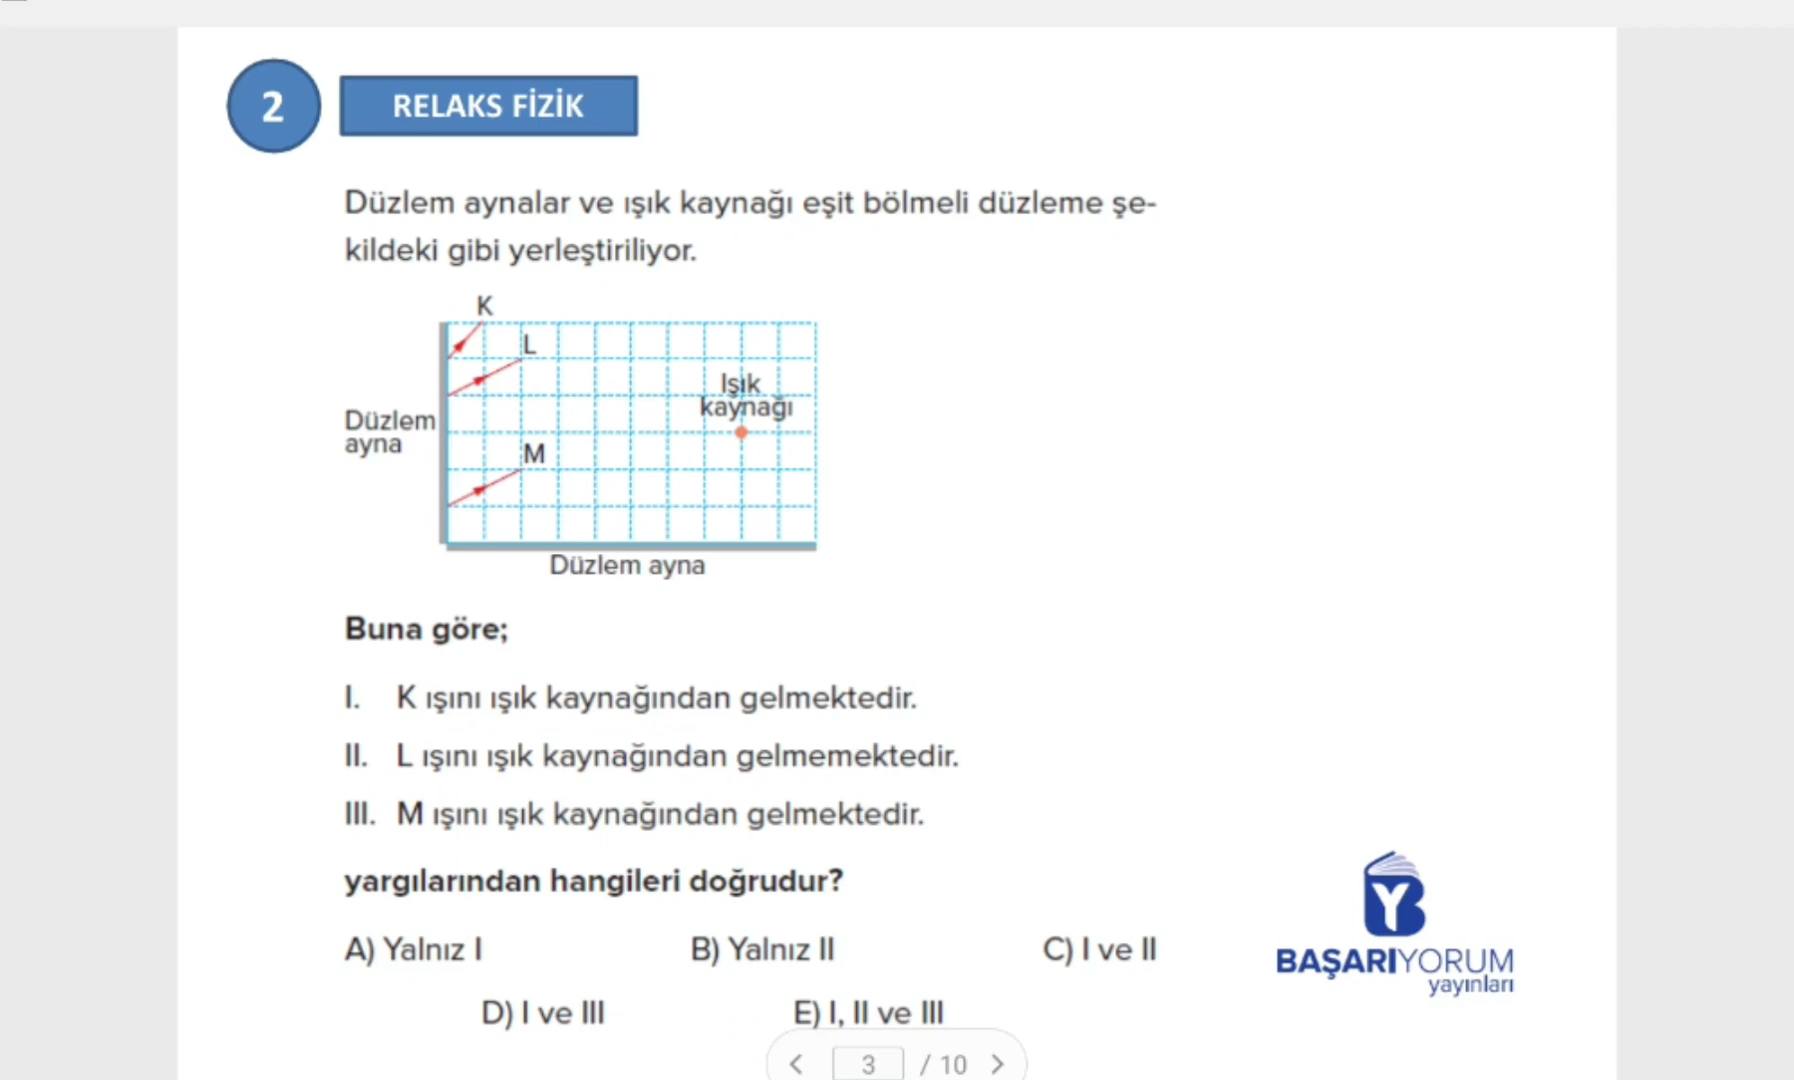 2
RELAKS FİZİK
Düzlem aynalar ve ışık kaynağı eşit bölmeli düzleme şe-
kildeki gibi yerleştiriliyor.
K
L
Işık
kaynağı
Düzlem
ayna
M
Düzlem ayna
Buna göre;
I. K ışını ışık kaynağından gelmektedir.
II. L ışını ışık kaynağından gelmemektedir.
III. M ışını ışık kaynağından gelmektedir.
yargılarından hangileri doğrudur?
A) Yalnız I B) Yalnız II C) I ve II
D) I ve III E) I, II ve III
BAŞARIYORUM
yayınları
3 / 10